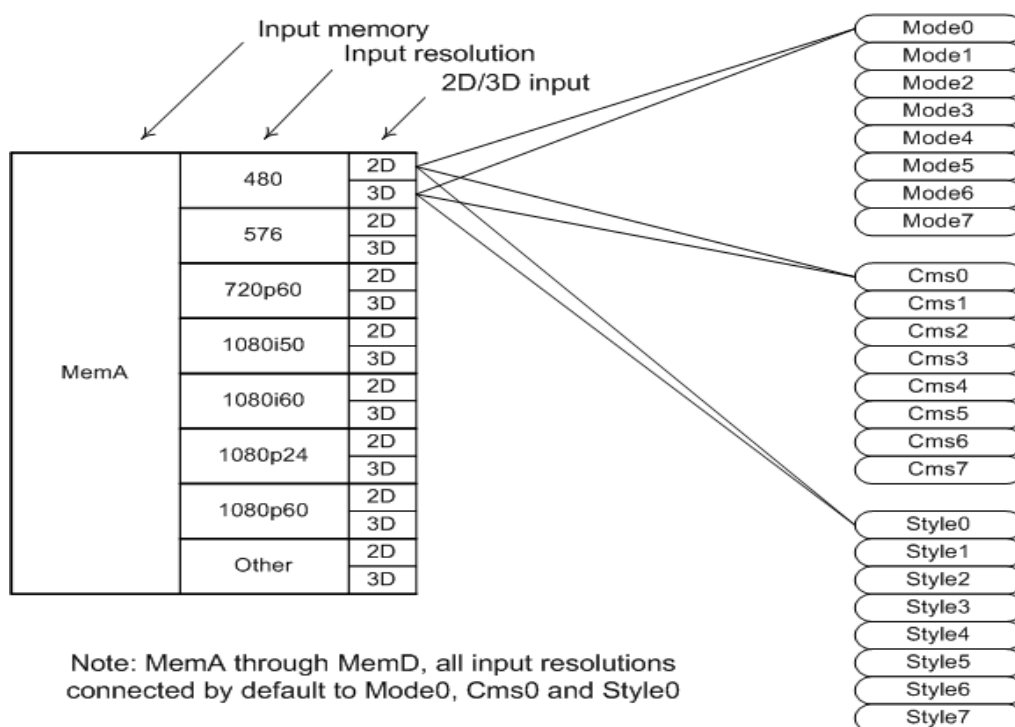 Input memory
Input resolution
2D/3D input
MemA
480
2D
3D
576
2D
3D
720p60
2D
3D
1080i50
2D
3D
1080i60
2D
3D
1080p24
2D
3D
1080p60
2D
3D
Other
2D
3D
Mode0
Mode1
Mode2
Mode3
Mode4
Mode5
Mode6
Mode7
Cms0
Cms1
Cms2
Cms3
Cms4
Cms5
Cms6
Cms7
Style0
Style1
Style2
Style3
Style4
Style5
Style6
Style7
Note: MemA through MemD, all input resolutions
connected by default to Mode0, Cms0 and Style0